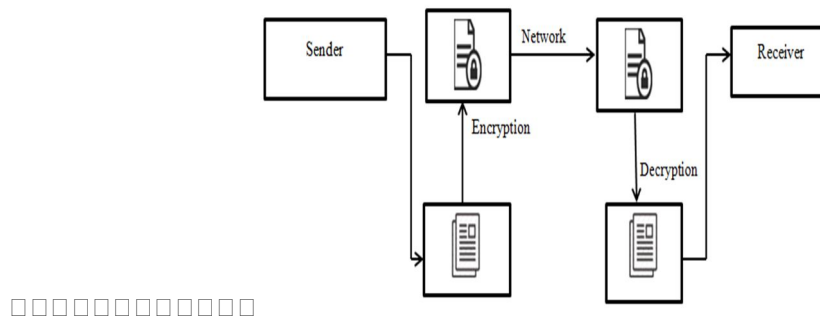 Sender
Network
Receiver
Encryption
Decryption